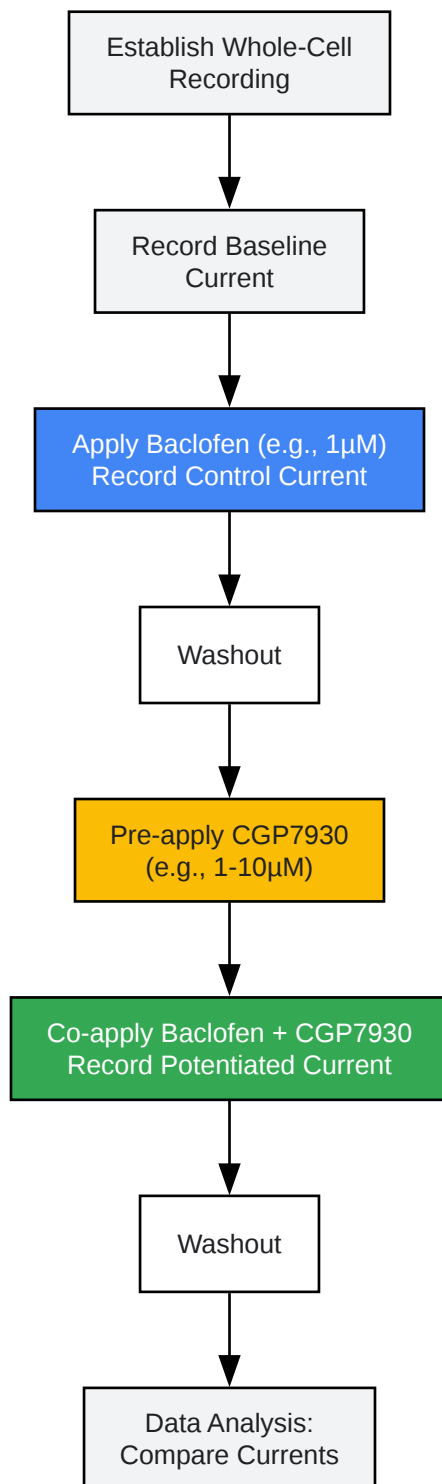 Establish Whole-Cell
Recording
Record Baseline
Current
Apply Baclofen (e.g., 1µM)
Record Control Current
Washout
Pre-apply CGP7930
(e.g., 1-10µM)
Co-apply Baclofen + CGP7930
Record Potentiated Current
Washout
Data Analysis:
Compare Currents